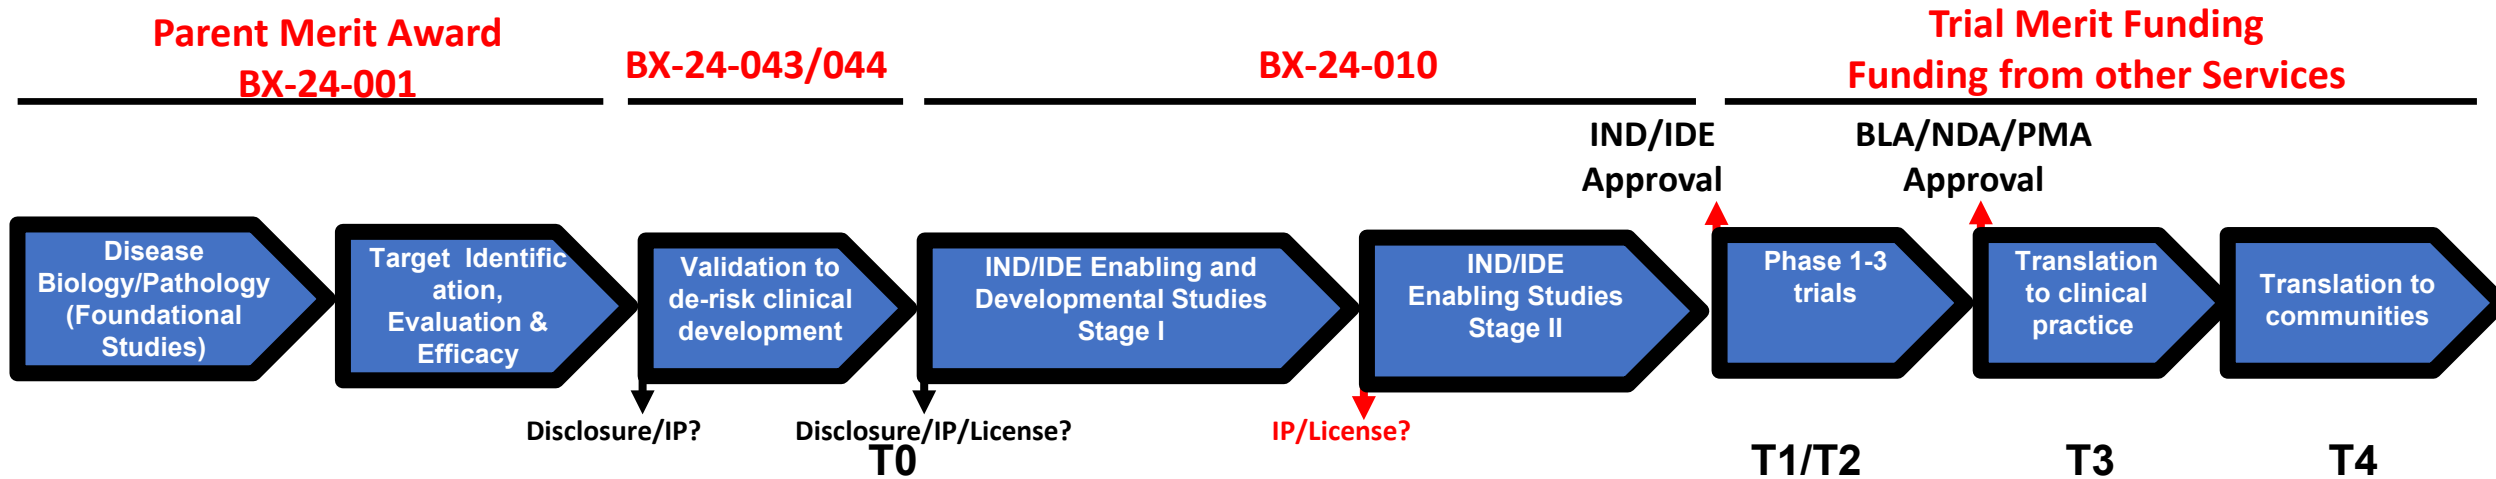 Parent Merit Award
BX-24-001
BX-24-043/044
BX-24-010
Trial Merit Funding
Funding from other Services
IND/IDE
Approval
BLA/NDA/PMA
Approval
Disease
Biology/Pathology
(Foundational
Studies)
Target  Identific
ation,
Evaluation &
Efficacy
Validation to
de-risk clinical
development
IND/IDE Enabling and
Developmental Studies
Stage I
IND/IDE
Enabling Studies
Stage II
Phase 1-3
trials
Translation
to clinical
practice
Translation to
communities
Disclosure/IP?
Disclosure/IP/License?
IP/License?
T0
T1/T2
T3
T4